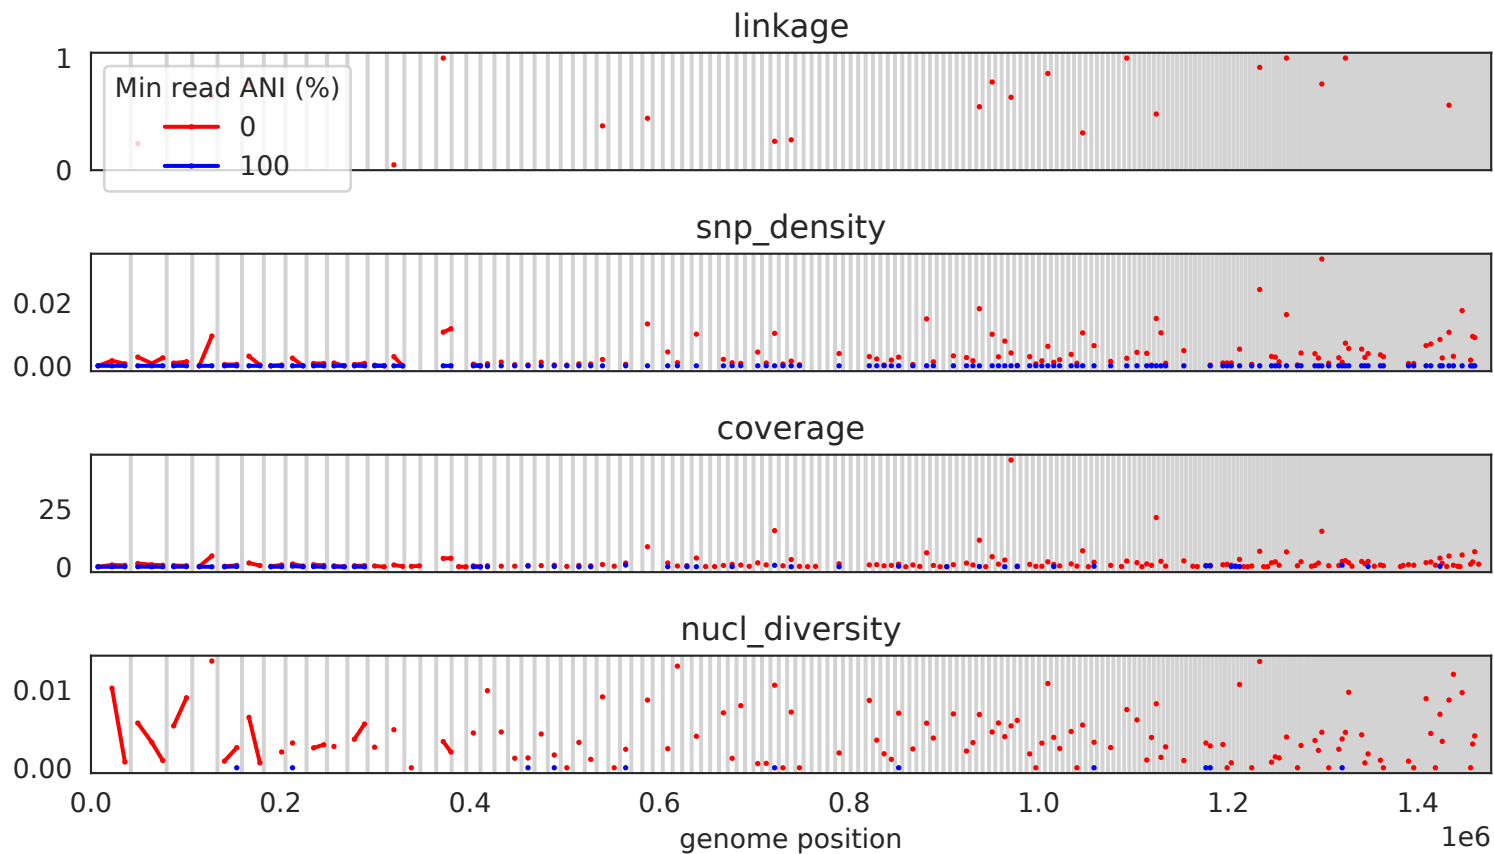 linkage
1
0
Min read ANI (%)
0
100
snp_density
0.02
0.00
coverage
25
0
nucl_diversity
0.01
0.00
0.0 0.2 0.4 0.6 0.8 1.0 1.2 1.4
genome position
1e6